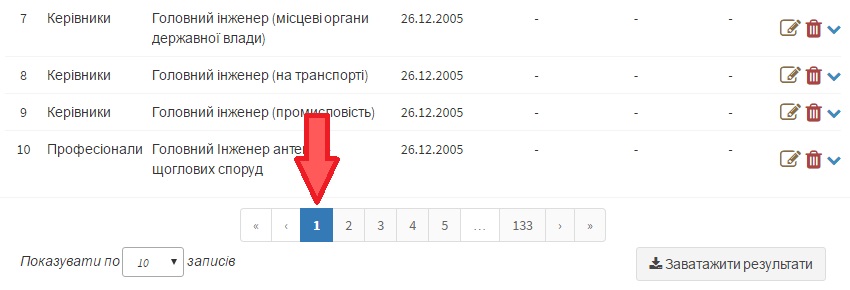 7 Керівники Головний інженер (місцеві органи 26.12.2005 - - -
державної влади)
8 Керівники Головний інженер (на транспорті) 26.12.2005 - - -
9 Керівники Головний інженер (промисловість) 26.12.2005 - - -
10 Професіонали Головний Інженер 26.12.2005 - - -
щоглових споруд
« ‹ 1 2 3 4 5 ... 133 › »
Показувати по 10 записів
Заватажити результати